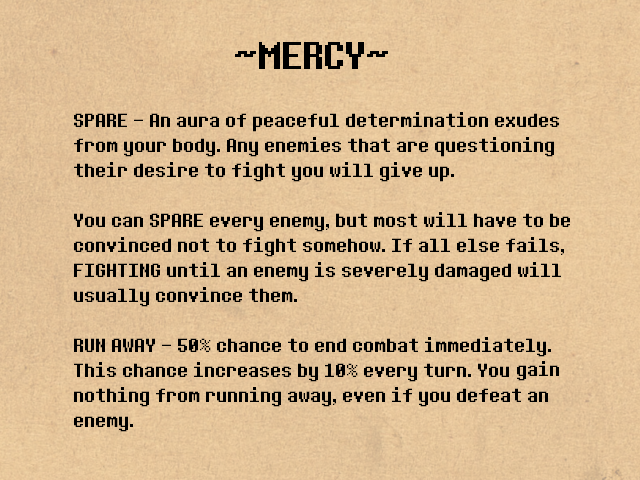 ~MERCY~
SPARE - An aura of peaceful determination exudes
from your body. Any enemies that are questioning
their desire to fight you will give up.
You can SPARE every enemy, but most will have to be
convinced not to fight somehow. If all else fails,
FIGHTING until an enemy is severely damaged will
usually convince them.
RUN AWAY - 50% chance to end combat immediately.
This chance increases by 10% every turn. You gain
nothing from running away, even if you defeat an
enemy.